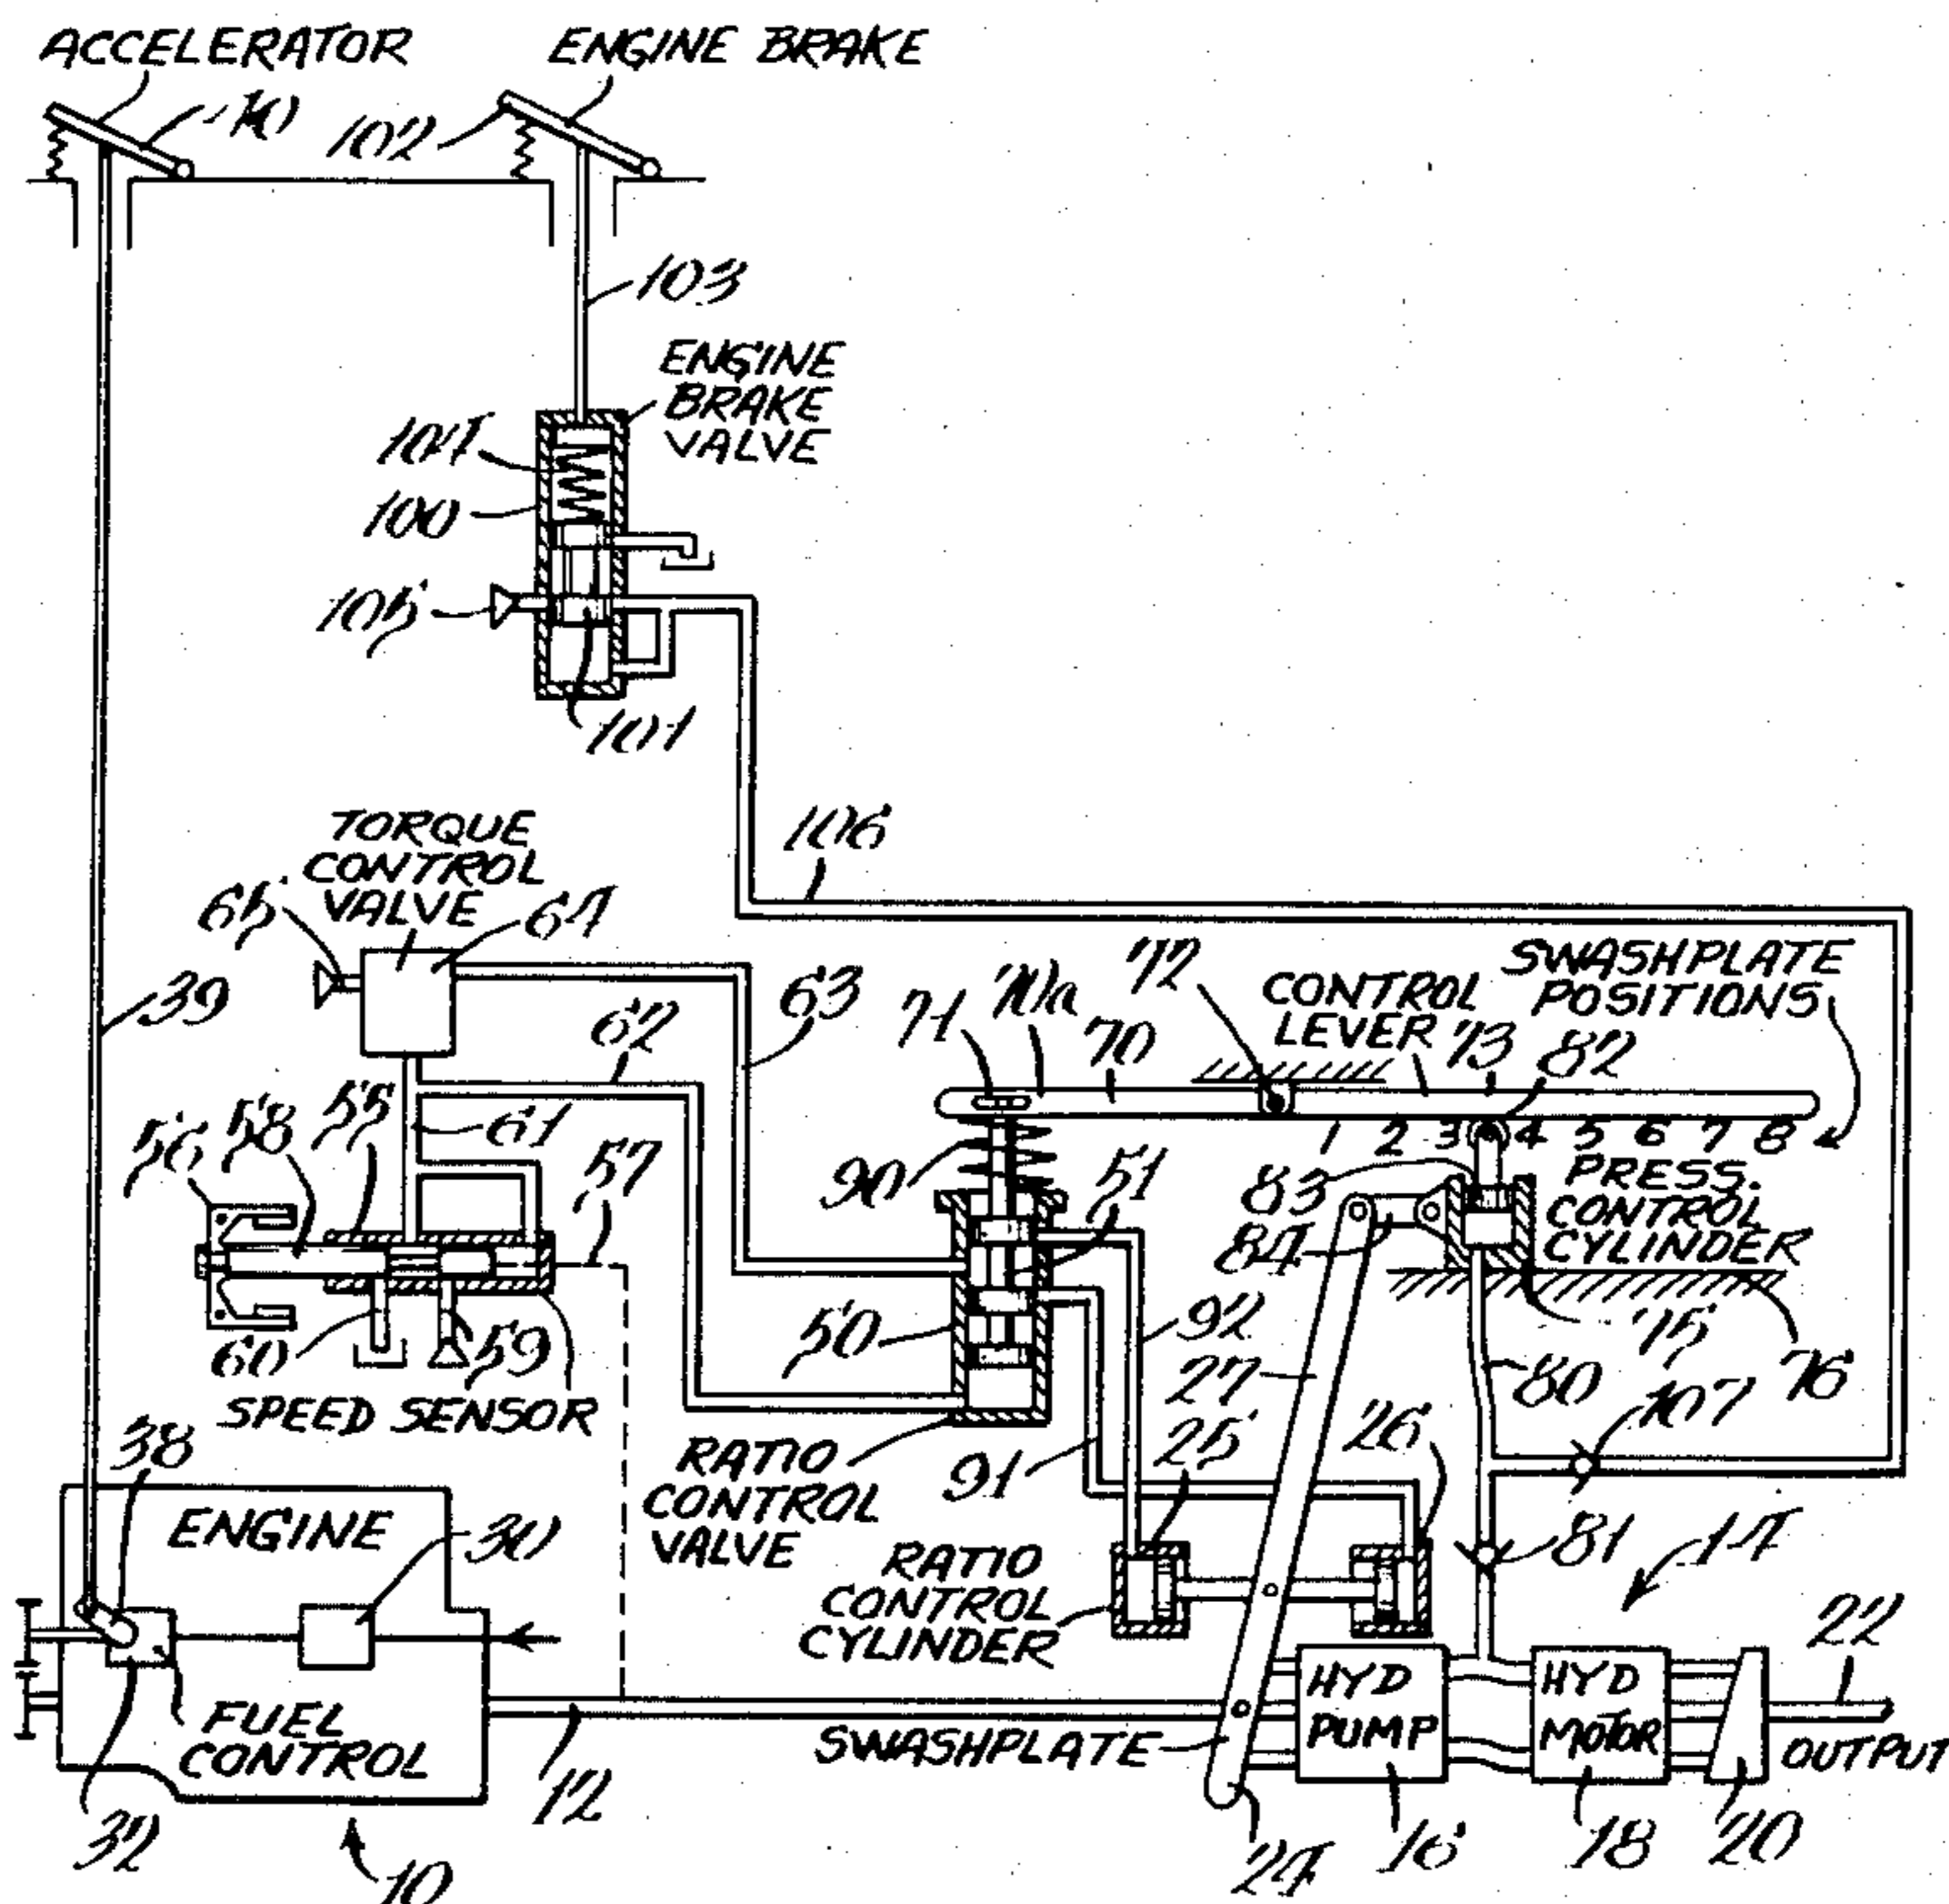 ACCELERATOR
ENGINE BRAKE
40
102
103
ENGINE
BRAKE
VALVE
104
100
105
101
106
TORQUE
CONTROL
VALVE
65
64
39
62
63
71
70a
72
70
CONTROL
LEVER
73
82
SWASHPLATE
POSITIONS
1 2 3 4 5 6 7 8
56
58
55
61
57
90
51
83
84
PRESS.
CONTROL
CYLINDER
60
59
SPEED SENSOR
50
92
27
75
76
80
107
38
RATIO
CONTROL
VALVE
91
25
26
ENGINE
30
RATIO
CONTROL
CYLINDER
81
14
22
FUEL
CONTROL
SWASHPLATE
HYD
PUMP
HYD
MOTOR
OUTPUT
32
10
12
24
16
18
20